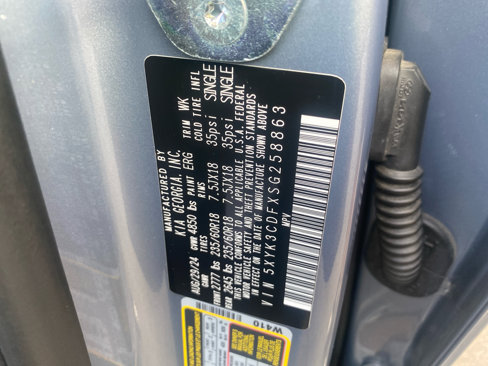 MANUFACTURED BY
KIA GEORGIA, INC.
AUG/29/24 GVWR 4850 lbs PAINT ERG TRIM WK
GAWR TIRES RIMS COLD TIRE INFL
FRONT 2777 lbs 235/60R18 7.5JX18 35psi SINGLE
REAR 2645 lbs 235/60R18 7.5JX18 35psi SINGLE
THIS VEHICLE CONFORMS TO ALL APPLICABLE U.S.A. FEDERAL
MOTOR VEHICLE SAFETY AND THEFT PREVENTION STANDARDS
IN EFFECT ON THE DATE OF MANUFACTURE SHOWN ABOVE
VIN 5XYK3CDFXSG258863
MPV
W410